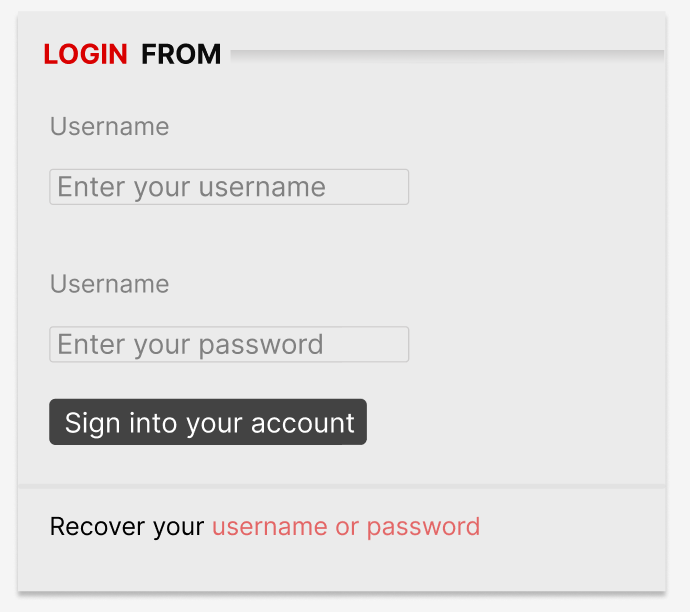 LOGIN FROM
Username
Enter your username
Username
Enter your password
Sign into your account
Recover your username or password